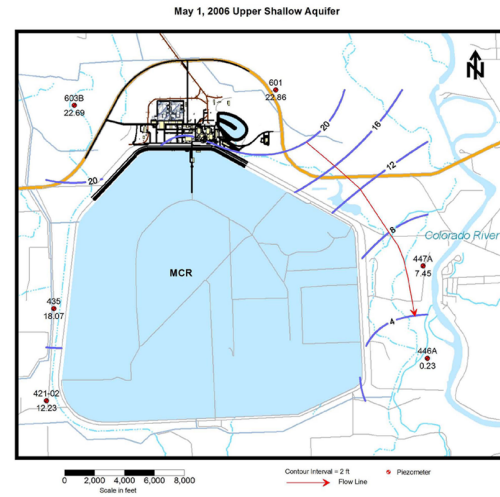 May 1, 2006 Upper Shallow Aquifer
N
601
22.86
603B
22.69
20
16
12
20
8
Colorado River
447A
7.45
MCR
435
18.07
4
446A
0.23
421-02
12.23
0 2,000 4,000 6,000 8,000
Scale in feet
Contour Interval = 2 ft
Flow Line
Piezometer